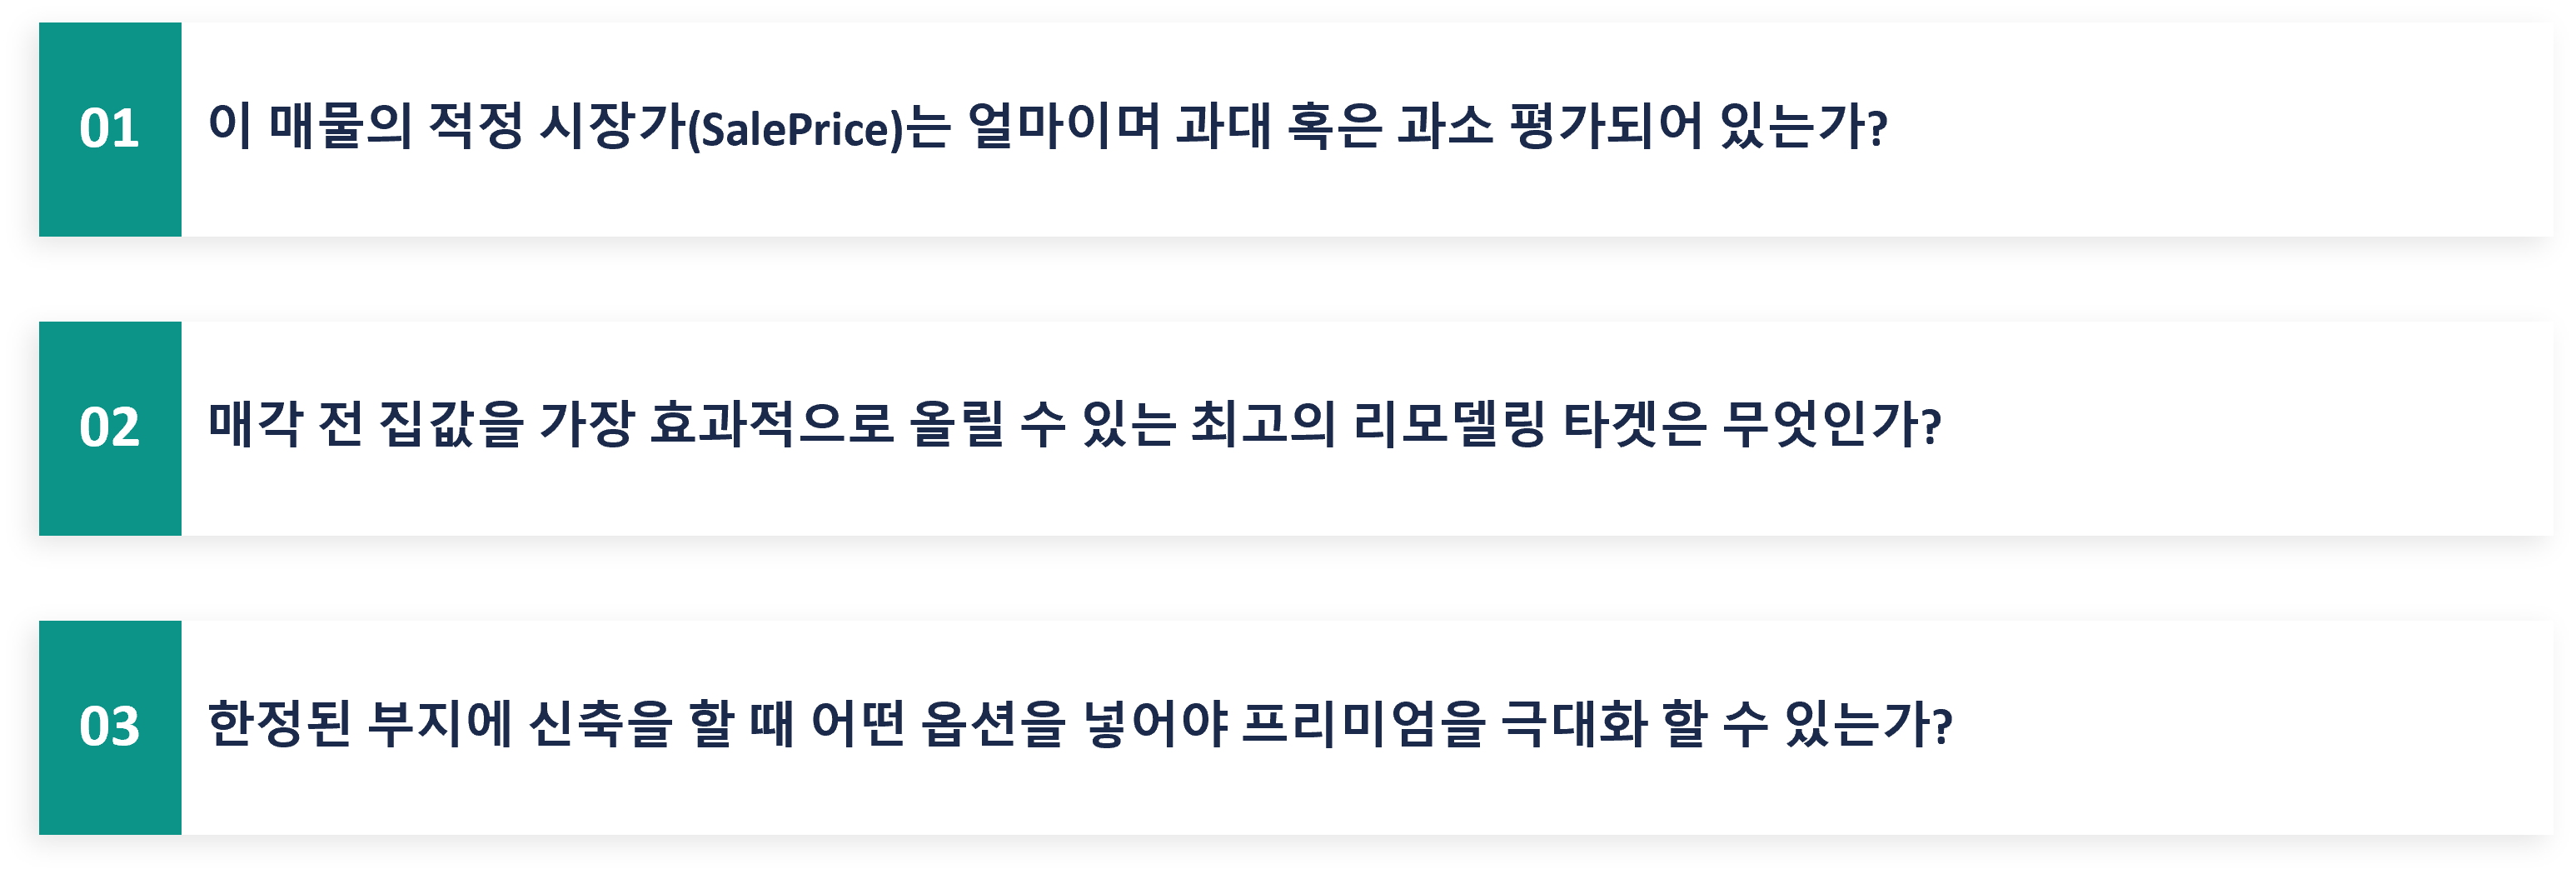 01 이 매물의 적정 시장가(SalePrice)는 얼마이며 과대 혹은 과소 평가되어 있는가?
02 매각 전 집값을 가장 효과적으로 올릴 수 있는 최고의 리모델링 타겟은 무엇인가?
03 한정된 부지에 신축을 할 때 어떤 옵션을 넣어야 프리미엄을 극대화 할 수 있는가?